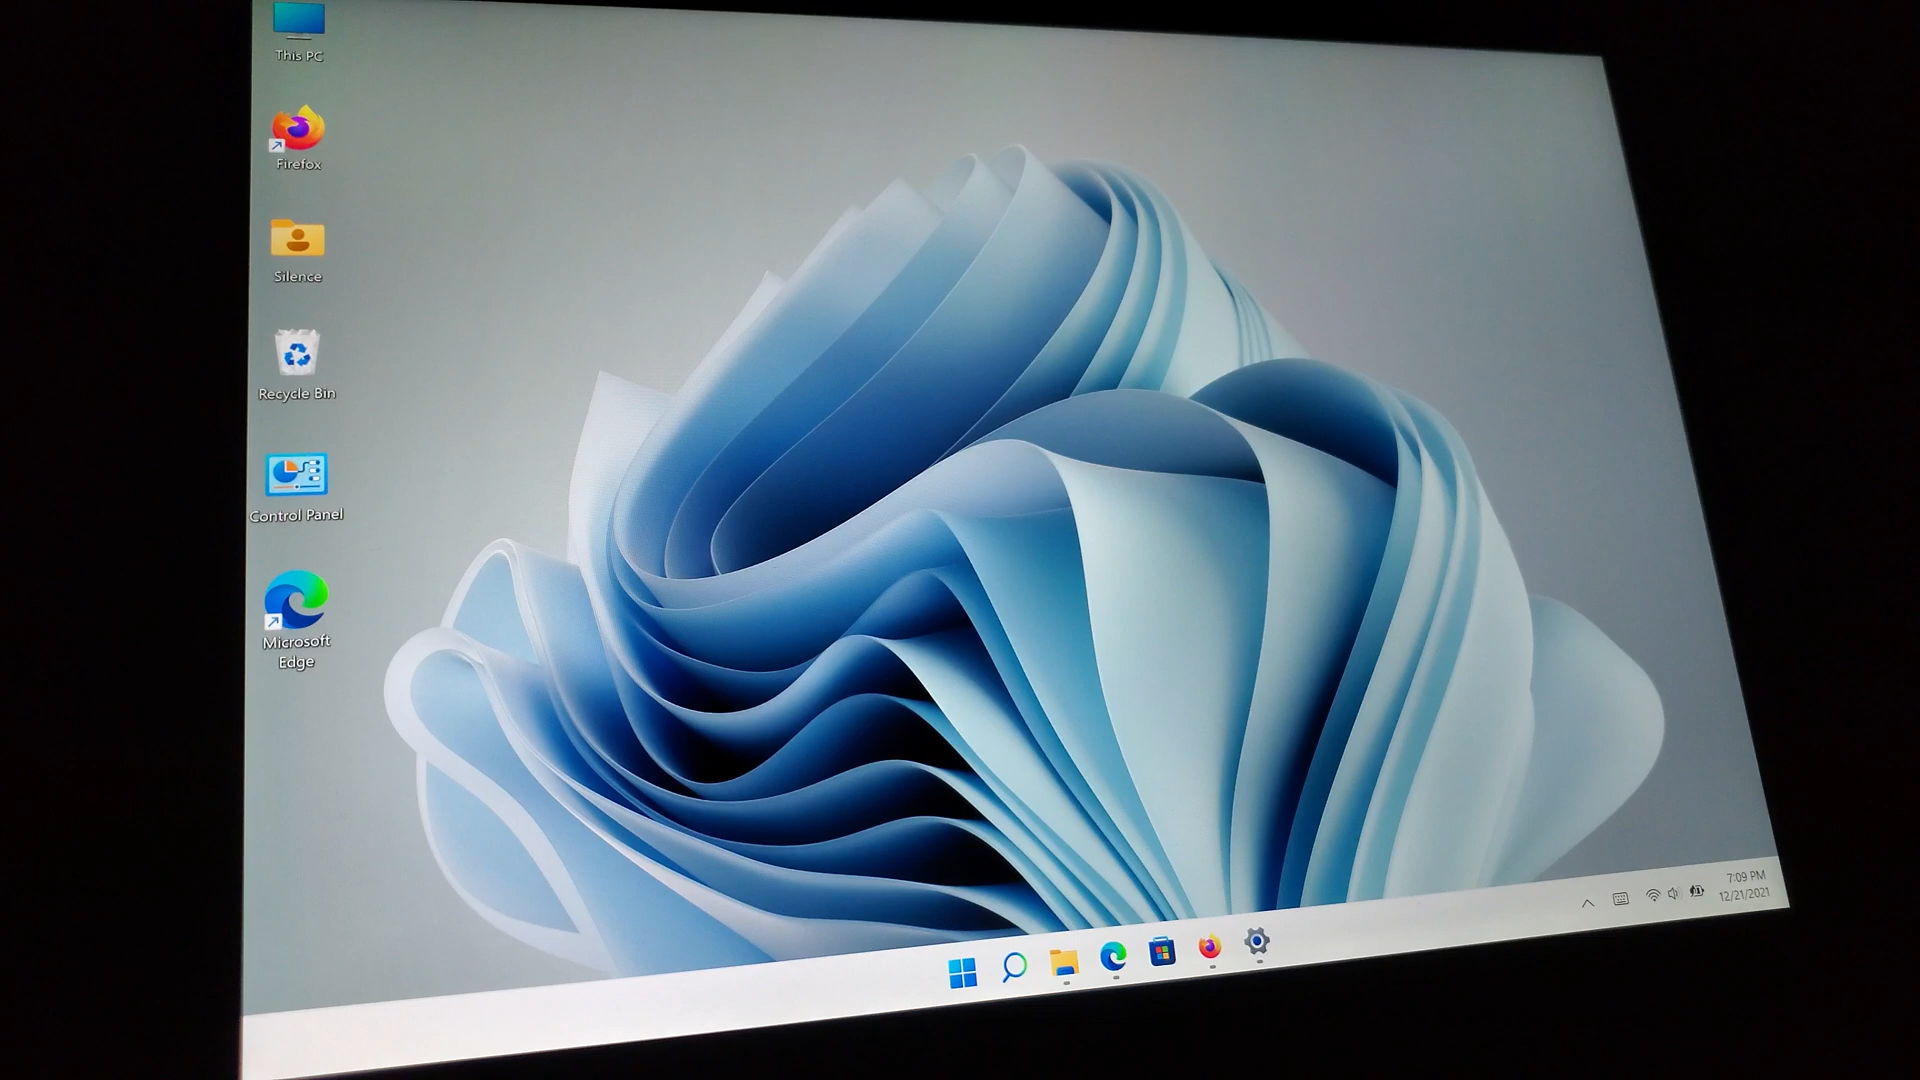 This PC
Firefox
Silence
Recycle Bin
Control Panel
Microsoft
Edge
7:09 PM
12/21/2021